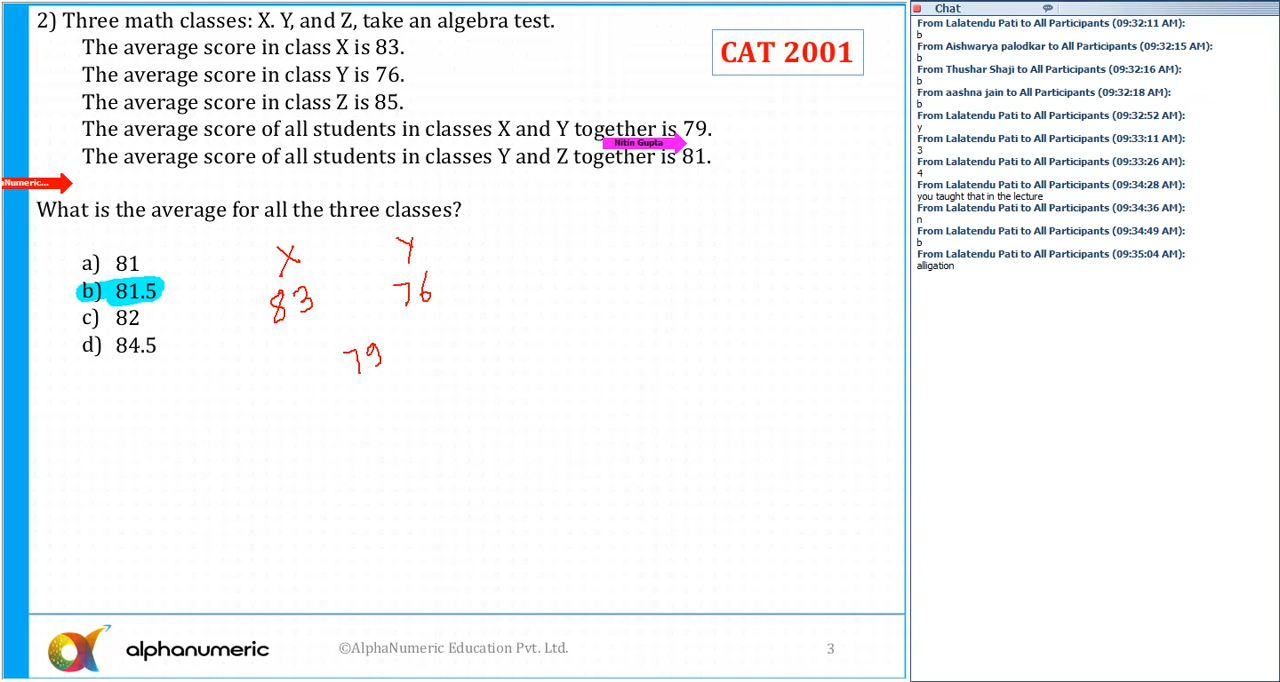 2) Three math classes: X. Y, and Z, take an algebra test.
The average score in class X is 83.
The average score in class Y is 76.
The average score in class Z is 85.
The average score of all students in classes X and Y together is 79.
Nitin Gupta
The average score of all students in classes Y and Z together is 81.
aNumeric...
What is the average for all the three classes?
CAT 2001
a) 81
b) 81.5
c) 82
d) 84.5
X Y
83 76
79
alphanumeric
©AlphaNumeric Education Pvt. Ltd.
3
Chat
From Lalatendu Pati to All Participants (09:32:11 AM):
b
From Aishwarya palodkar to All Participants (09:32:15 AM):
b
From Thushar Shaji to All Participants (09:32:16 AM):
b
From aashna jain to All Participants (09:32:18 AM):
b
From Lalatendu Pati to All Participants (09:32:52 AM):
y
From Lalatendu Pati to All Participants (09:33:11 AM):
3
From Lalatendu Pati to All Participants (09:33:26 AM):
4
From Lalatendu Pati to All Participants (09:34:28 AM):
you taught that in the lecture
From Lalatendu Pati to All Participants (09:34:36 AM):
n
From Lalatendu Pati to All Participants (09:34:49 AM):
b
From Lalatendu Pati to All Participants (09:35:04 AM):
alligation